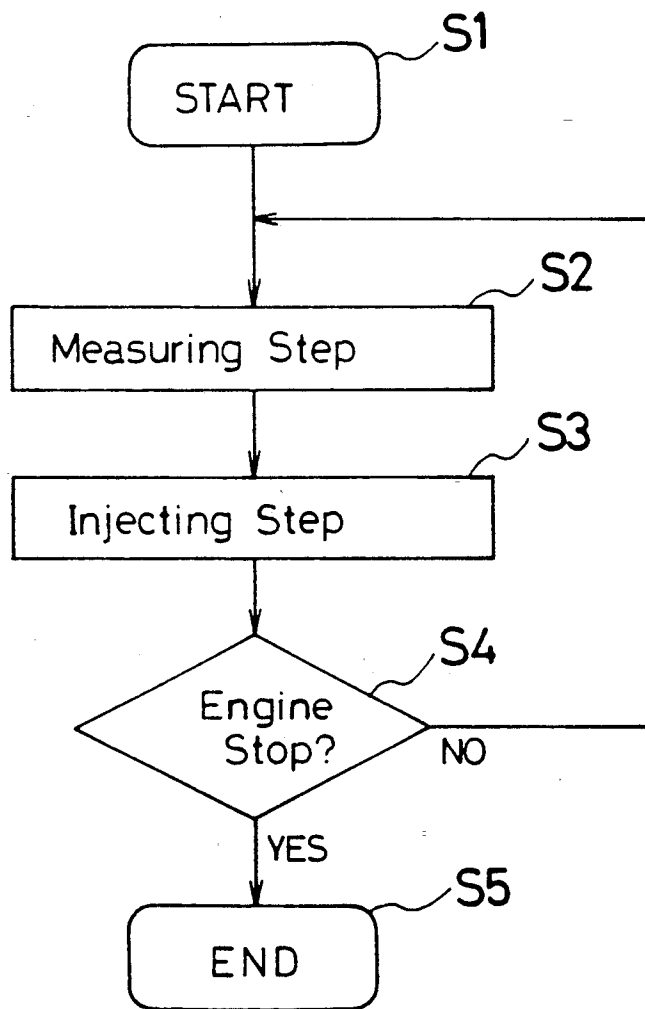 S1
START
S2
Measuring Step
S3
Injecting Step
S4
Engine
Stop?
NO
YES
S5
END